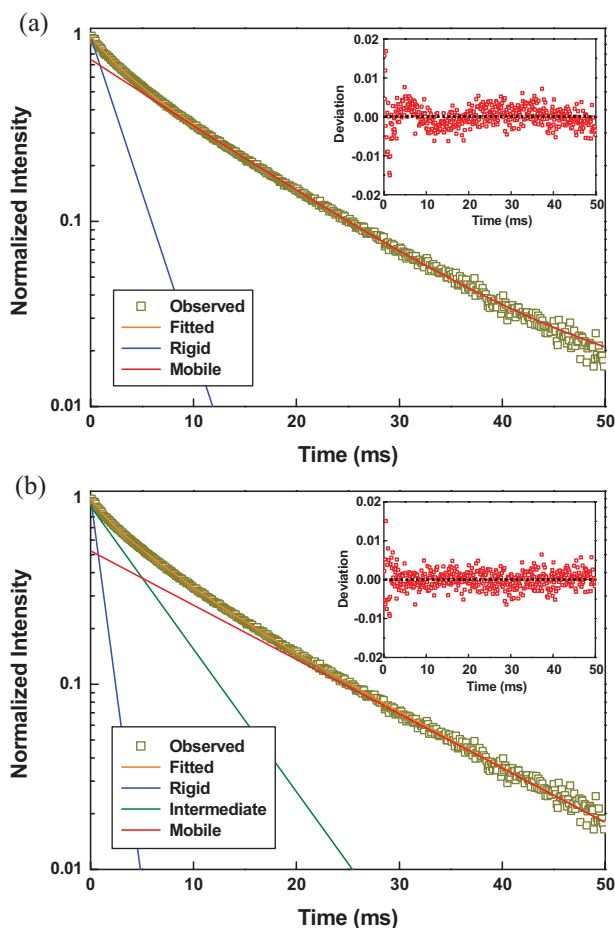 (a)
1
0.1
0.01
Normalized Intensity
0 10 20 30 40 50
Time (ms)
Observed
Fitted
Rigid
Mobile
0.02
0.01
0.00
-0.01
-0.02
Deviation
0 10 20 30 40 50
Time (ms)
(b)
1
0.1
0.01
Normalized Intensity
0 10 20 30 40 50
Time (ms)
Observed
Fitted
Rigid
Intermediate
Mobile
0.02
0.01
0.00
-0.01
-0.02
Deviation
0 10 20 30 40 50
Time (ms)